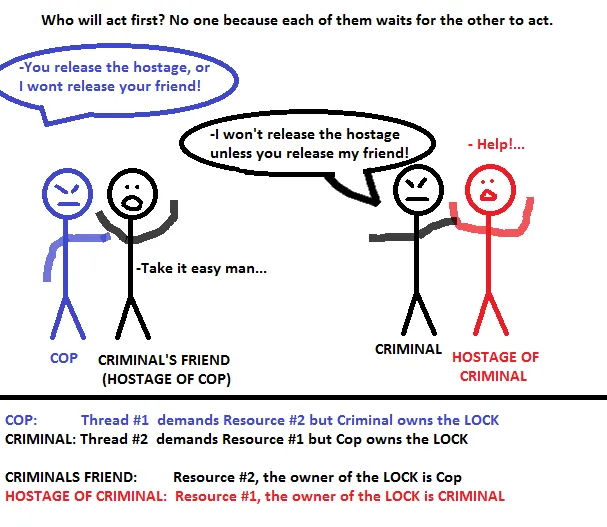 Who will act first? No one because each of them waits for the other to act.
-You release the hostage, or
I wont release your friend!
-I won't release the hostage
unless you release my friend!
- Help!...
-Take it easy man...
COP
CRIMINAL'S FRIEND
(HOSTAGE OF COP)
CRIMINAL
HOSTAGE OF
CRIMINAL
COP: Thread #1 demands Resource #2 but Criminal owns the LOCK
CRIMINAL: Thread #2 demands Resource #1 but Cop owns the LOCK
CRIMINALS FRIEND: Resource #2, the owner of the LOCK is Cop
HOSTAGE OF CRIMINAL: Resource #1, the owner of the LOCK is CRIMINAL